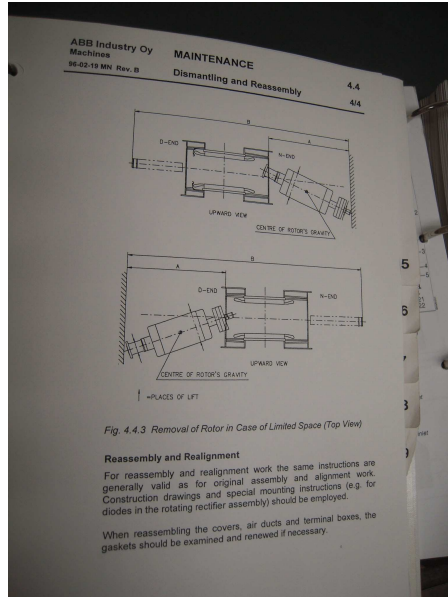 ABB Industry Oy
Machines
96-02-19 MN Rev. B
MAINTENANCE
Dismantling and Reassembly
4.4
4/4
B
A
D-END
N-END
UPWARD VIEW
CENTRE OF ROTOR'S GRAVITY
B
A
D-END
N-END
UPWARD VIEW
CENTRE OF ROTOR'S GRAVITY
=PLACES OF LIFT
Fig. 4.4.3 Removal of Rotor in Case of Limited Space (Top View)
Reassembly and Realignment
For reassembly and realignment work the same instructions are
generally valid as for original assembly and alignment work.
Construction drawings and special mounting instructions (e.g. for
diodes in the rotating rectifier assembly) should be employed.
When reassembling the covers, air ducts and terminal baxes, the
gaskets should be examined and renewed if necessary.
5
6